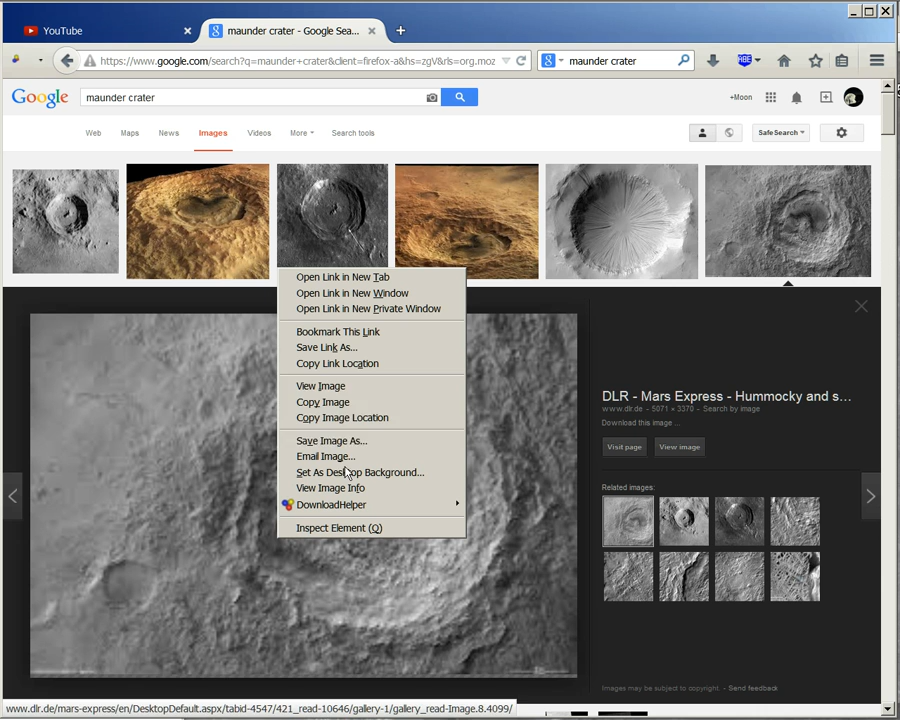 YouTube
maunder crater - Google Sea...
https://www.google.com/search?q=maunder+crater&client=firefox-a&hs=zgV&rls=org.moz
maunder crater
ABE
Google
maunder crater
+Moon
Web
Maps
News
Images
Videos
More
Search tools
SafeSearch
Open Link in New Tab
Open Link in New Window
Open Link in New Private Window
Bookmark This Link
Save Link As...
Copy Link Location
View Image
Copy Image
Copy Image Location
Save Image As...
Email Image...
Set As Desktop Background...
View Image Info
DownloadHelper
Inspect Element (Q)
DLR - Mars Express - Hummocky and s...
www.dlr.de - 5071 × 3370 - Search by image
Download this image ...
Visit page
View image
Related images:
Images may be subject to copyright. - Send feedback
www.dlr.de/mars-express/en/DesktopDefault.aspx/tabid-4547/421_read-10646/gallery-1/gallery_read-Image.8.4099/